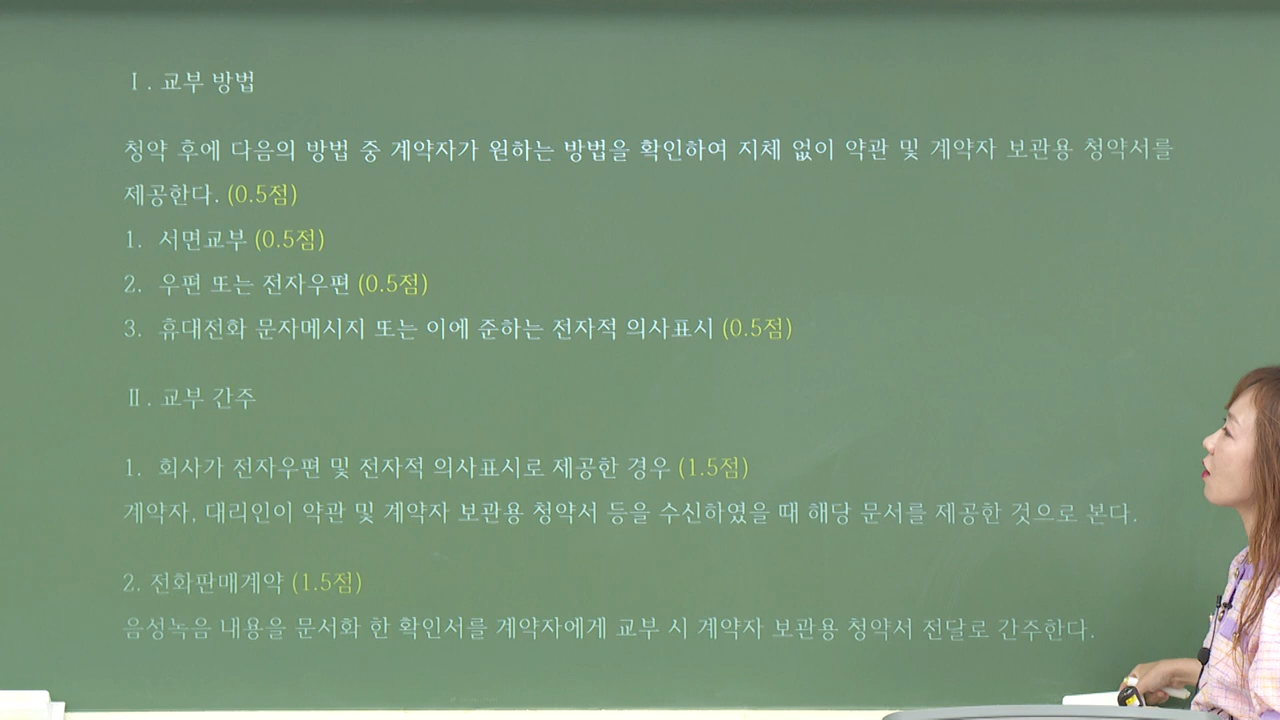 Ⅰ. 교부 방법
청약 후에 다음의 방법 중 계약자가 원하는 방법을 확인하여 지체 없이 약관 및 계약자 보관용 청약서를
제공한다. (0.5점)
1. 서면교부 (0.5점)
2. 우편 또는 전자우편 (0.5점)
3. 휴대전화 문자메시지 또는 이에 준하는 전자적 의사표시 (0.5점)
Ⅱ. 교부 간주
1. 회사가 전자우편 및 전자적 의사표시로 제공한 경우 (1.5점)
계약자, 대리인이 약관 및 계약자 보관용 청약서 등을 수신하였을 때 해당 문서를 제공한 것으로 본다.
2. 전화판매계약 (1.5점)
음성녹음 내용을 문서화 한 확인서를 계약자에게 교부 시 계약자 보관용 청약서 전달로 간주한다.